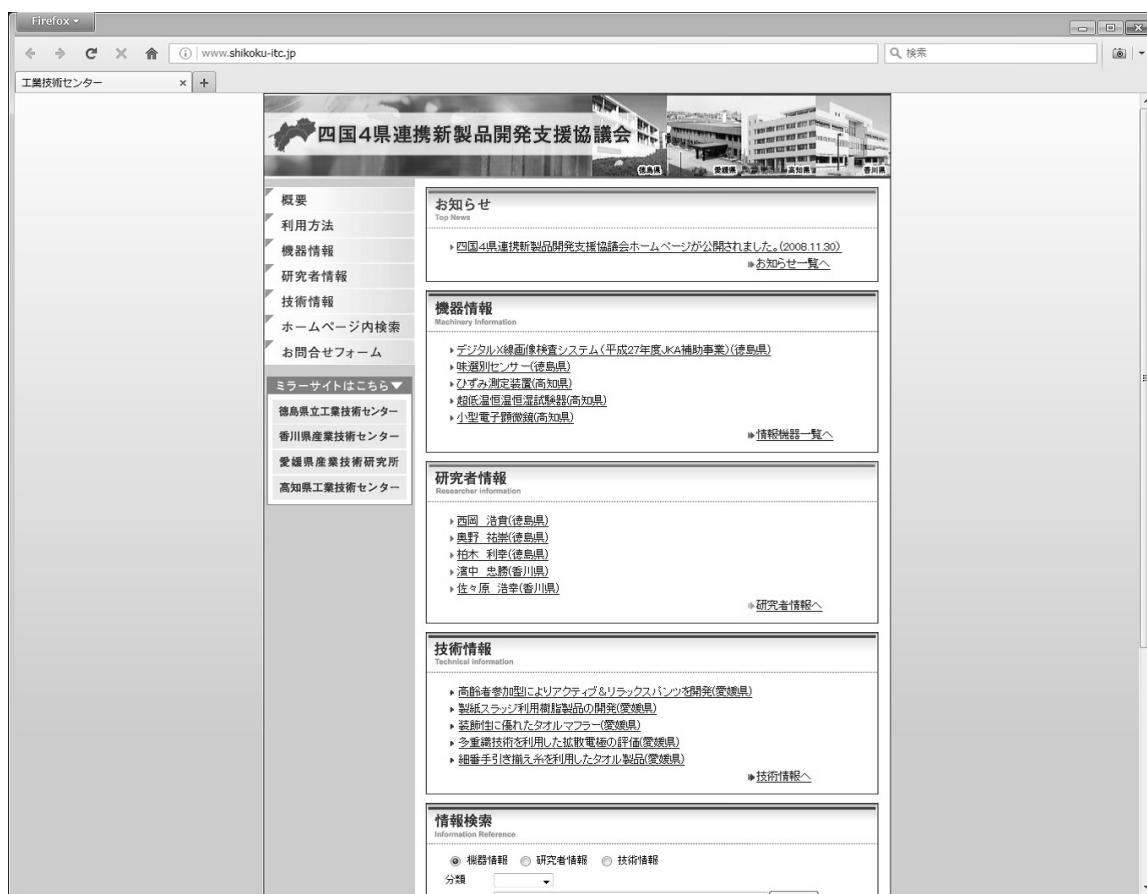 Firefox
www.shikoku-itc.jp
検索
工業技術センター
四国4県連携新製品開発支援協議会
徳島県 愛媛県 高知県 香川県
概要
利用方法
機器情報
研究者情報
技術情報
ホームページ内検索
お問合せフォーム
ミラーサイトはこちら▼
徳島県立工業技術センター
香川県産業技術センター
愛媛県産業技術研究所
高知県工業技術センター
お知らせ
Top News
四国4県連携新製品開発支援協議会ホームページが公開されました。(2008.11.30)
お知らせ一覧へ
機器情報
Machinery Information
デジタルX線画像検査システム(平成27年度JKA補助事業)(徳島県)
味選別センサー(徳島県)
ひずみ測定装置(高知県)
超低温恒温恒湿試験器(高知県)
小型電子顕微鏡(高知県)
情報機器一覧へ
研究者情報
Researcher information
西岡 浩貴(徳島県)
奥野 祐崇(徳島県)
柏木 利幸(徳島県)
濱中 忠勝(香川県)
佐々原 浩幸(香川県)
研究者情報へ
技術情報
Technical information
高齢者参加型によりアクティブ&リラックスパンツを開発(愛媛県)
製紙スラッジ利用樹脂製品の開発(愛媛県)
装飾性に優れたタオルマフラー(愛媛県)
多重織技術を利用した拡散電極の評価(愛媛県)
細番手引き揃え糸を利用したタオル製品(愛媛県)
技術情報へ
情報検索
Information Reference
機器情報 研究者情報 技術情報
分類